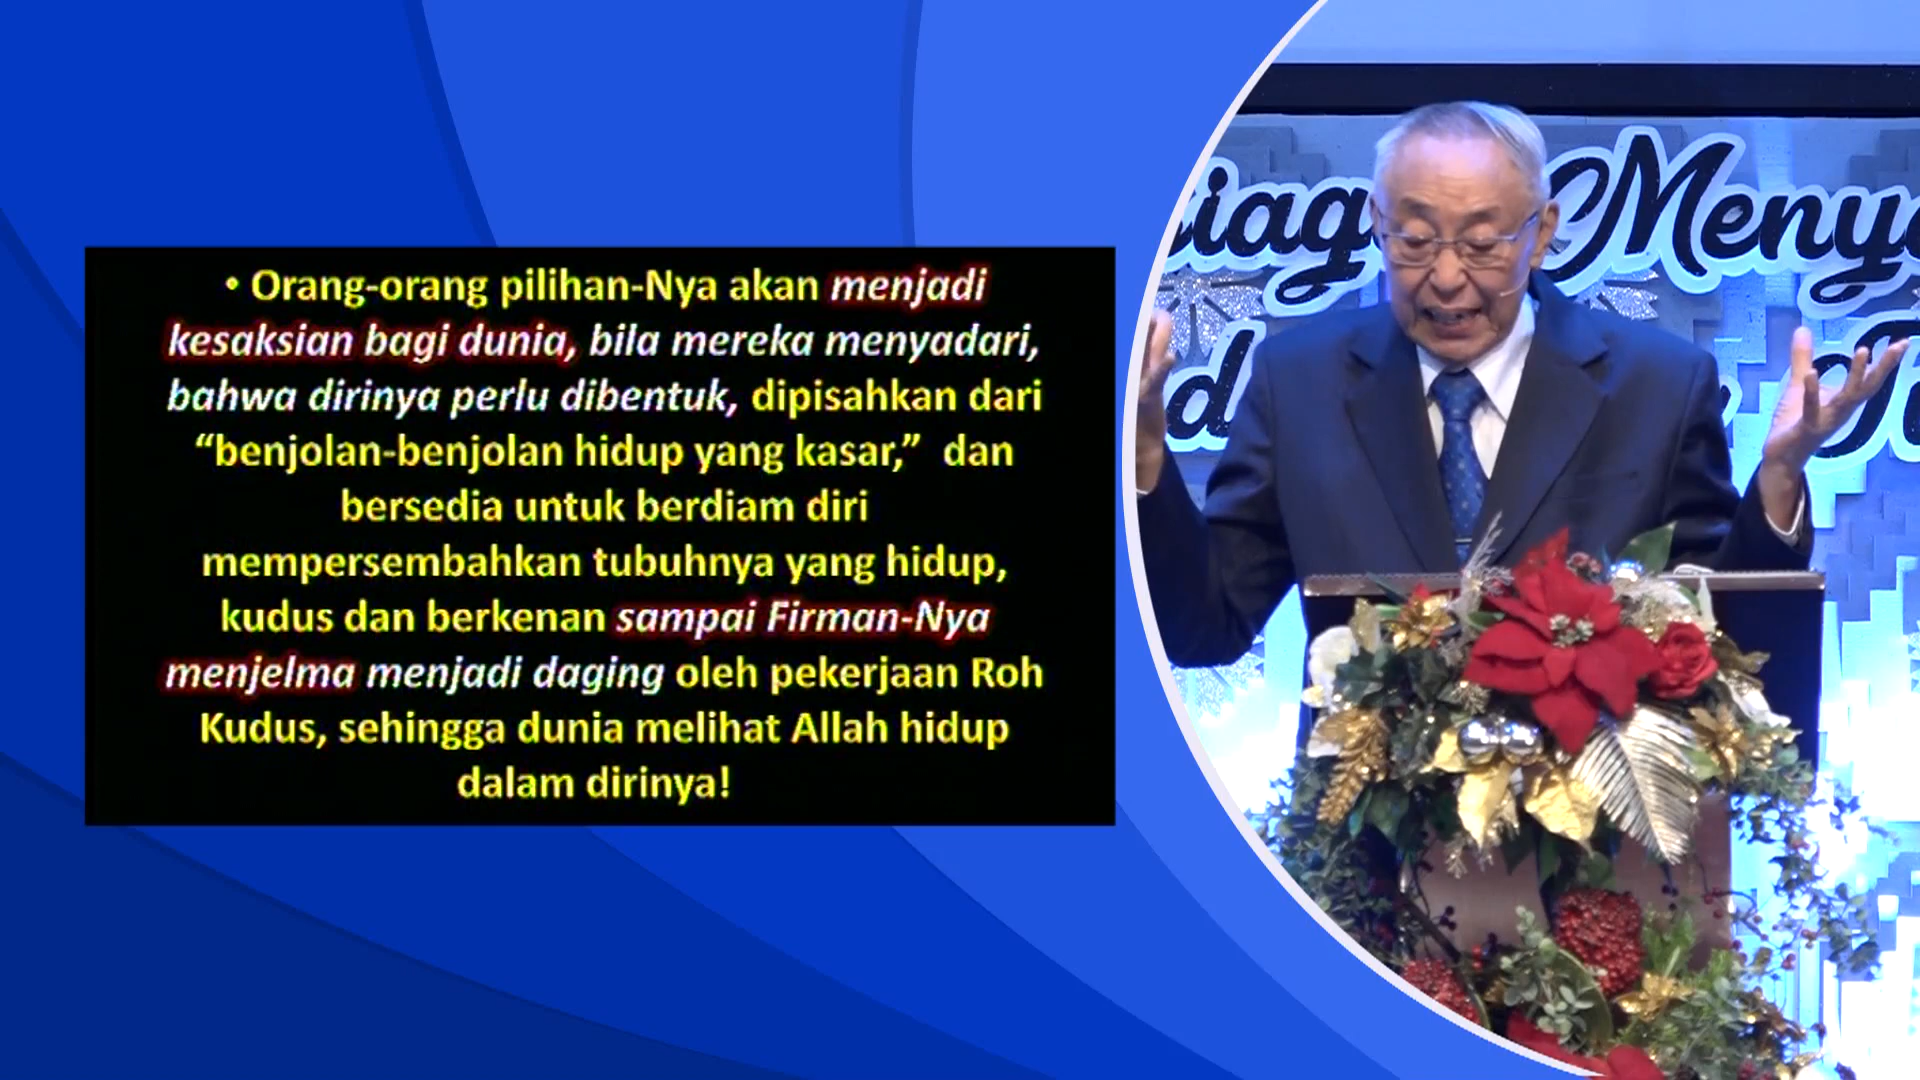 • Orang-orang pilihan-Nya akan menjadi
kesaksian bagi dunia, bila mereka menyadari,
bahwa dirinya perlu dibentuk, dipisahkan dari
“benjolan-benjolan hidup yang kasar,” dan
bersedia untuk berdiam diri
mempersembahkan tubuhnya yang hidup,
kudus dan berkenan sampai Firman-Nya
menjelma menjadi daging oleh pekerjaan Roh
Kudus, sehingga dunia melihat Allah hidup
dalam dirinya!